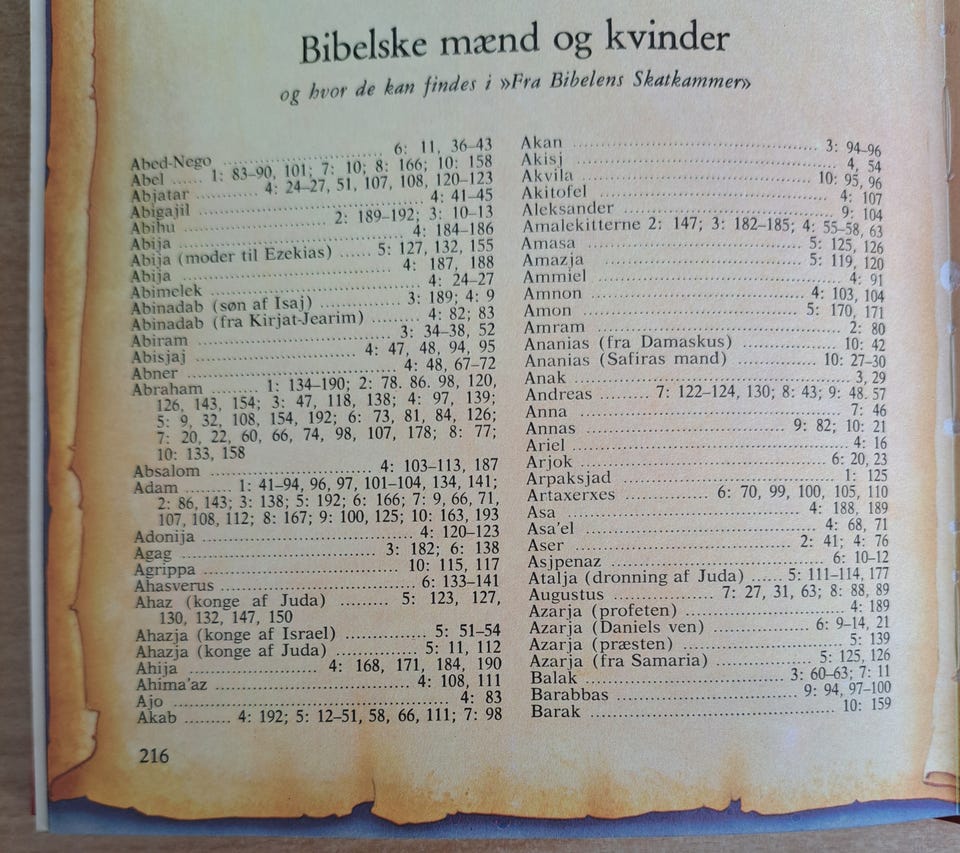 Bibelske mænd og kvinder
og hvor de kan findes i »Fra Bibelens Skatkammer»
Abed-Nego .......... 6: 11, 36–43
Abel ...... 1: 83–90, 101; 7: 10; 8: 166; 10: 158
Abjatar .......... 4: 24–27, 51, 107, 108, 120–123
Abigajil .......... 4: 41–45
Abihu .......... 2: 189–192; 3: 10–13
Abija .......... 4: 184–186
Abija (moder til Ezekias) ...... 5: 127, 132, 155
Abija .......... 4: 187, 188
Abimelek .......... 4: 24–27
Abinadab (søn af Isaj) .......... 3: 189; 4: 9
Abinadab (fra Kirjat-Jearim) ......... 4: 82; 83
Abiram .......... 3: 34–38, 52
Abisjaj .......... 4: 47, 48, 94, 95
Abner .......... 4: 48, 67–72
Abraham .......... 1: 134–190; 2: 78. 86. 98, 120,
126, 143, 154; 3: 47, 118, 138; 4: 97, 139;
5: 9, 32, 108, 154, 192; 6: 73, 81, 84, 126;
7: 20, 22, 60, 66, 74, 98, 107, 178; 8: 77;
10: 133, 158
Absalom .......... 4: 103–113, 187
Adam ......... 1: 41–94, 96, 97, 101–104, 134, 141;
2: 86, 143; 3: 138; 5: 192; 6: 166; 7: 9, 66, 71,
107, 108, 112; 8: 167; 9: 100, 125; 10: 163, 193
Adonija .......... 4: 120–123
Agag .......... 3: 182; 6: 138
Agrippa .......... 10: 115, 117
Ahasverus .......... 6: 133–141
Ahaz (konge af Juda) ......... 5: 123, 127,
130, 132, 147, 150
Ahazja (konge af Israel) .......... 5: 51–54
Ahazja (konge af Juda) .......... 5: 11, 112
Ahija .......... 4: 168, 171, 184, 190
Ahima'az .......... 4: 108, 111
Ajo .......... 4: 83
Akab ......... 4: 192; 5: 12–51, 58, 66, 111; 7: 98
216
Akan .......... 3: 94–96
Akisj .......... 4, 54
Akvila .......... 10: 95, 96
Akitofel .......... 4: 107
Aleksander .......... 9: 104
Amalekitterne 2: 147; 3: 182–185; 4: 55–58, 63
Amasa .......... 5: 125, 126
Amazja .......... 5: 119, 120
Ammiel .......... 4: 91
Amnon .......... 4: 103, 104
Amon .......... 5: 170, 171
Amram .......... 2: 80
Ananias (fra Damaskus) .......... 10: 42
Ananias (Safiras mand) .......... 10: 27–30
Anak .......... 3, 29
Andreas ......... 7: 122–124, 130; 8: 43; 9: 48. 57
Anna .......... 7: 46
Annas .......... 9: 82; 10: 21
Ariel .......... 4: 16
Arjok .......... 6: 20, 23
Arpaksjad .......... 1: 125
Artaxerxes .......... 6: 70, 99, 100, 105, 110
Asa .......... 4: 188, 189
Asa'el .......... 4: 68, 71
Aser .......... 2: 41; 4: 76
Asjpenaz .......... 6: 10–12
Atalja (dronning af Juda) ...... 5: 111–114, 177
Augustus .......... 7: 27, 31, 63; 8: 88, 89
Azarja (profeten) .......... 4: 189
Azarja (Daniels ven) .......... 6: 9–14, 21
Azarja (præsten) .......... 5: 139
Azarja (fra Samaria) .......... 5: 125, 126
Balak .......... 3: 60–63; 7: 11
Barabbas .......... 9: 94, 97–100
Barak .......... 10: 159